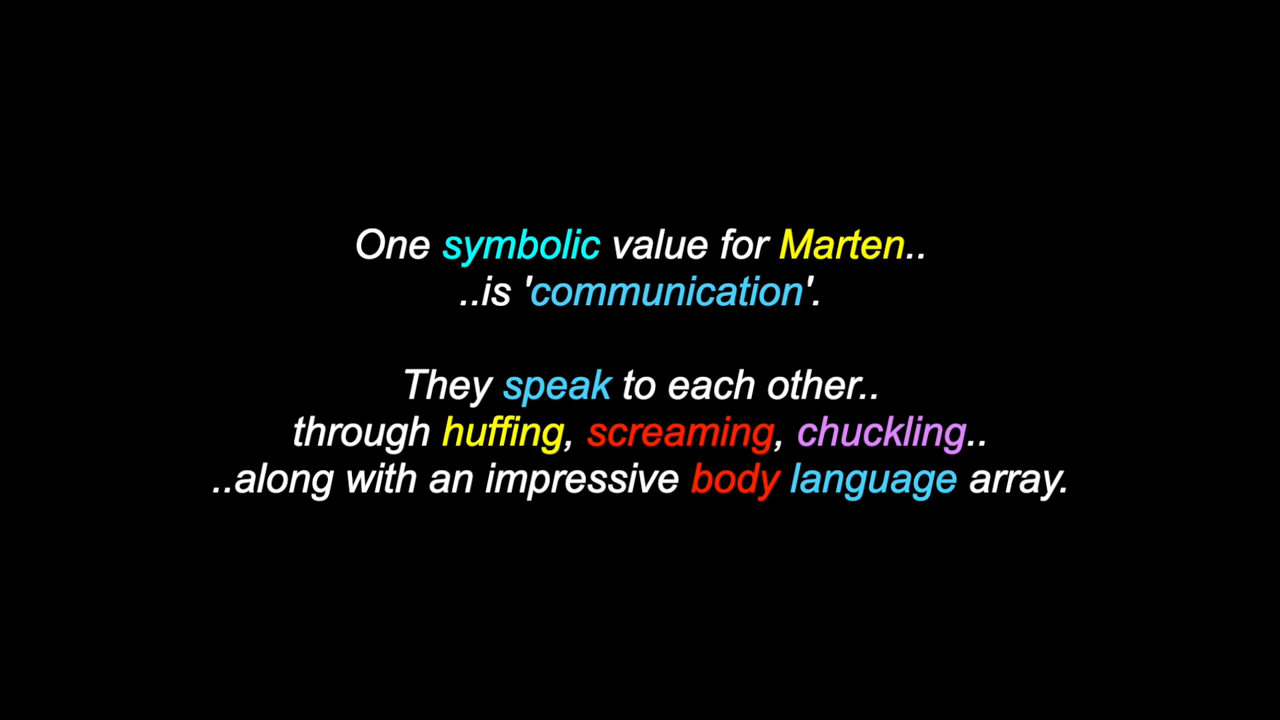 One symbolic value for Marten..
..is 'communication'.
They speak to each other..
through huffing, screaming, chuckling..
..along with an impressive body language array.